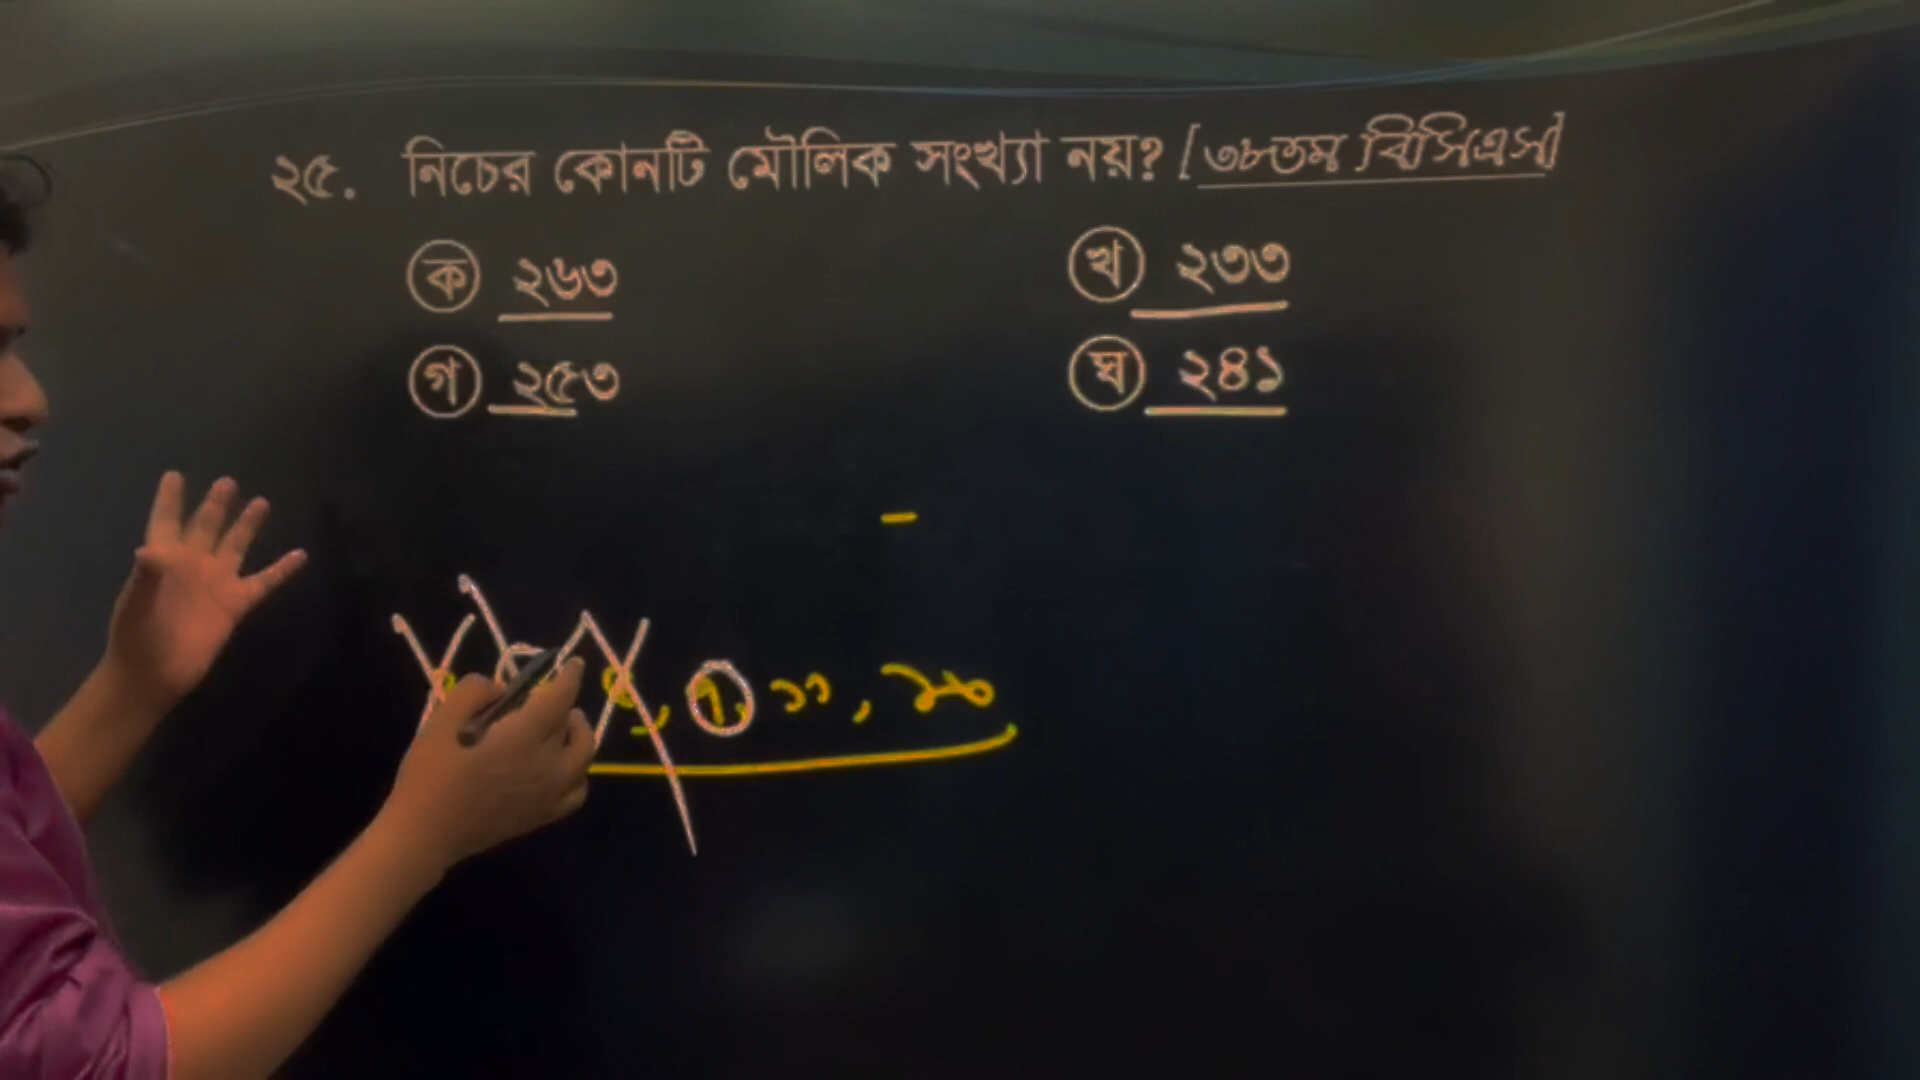 ২৫. নিচের কোনটি মৌলিক সংখ্যা নয়? [৩৮তম বিসিএস]
ক ২৬৩ খ ২৩৩
গ ২৫৩ ঘ ২৪১
৭, ১১, ১৩